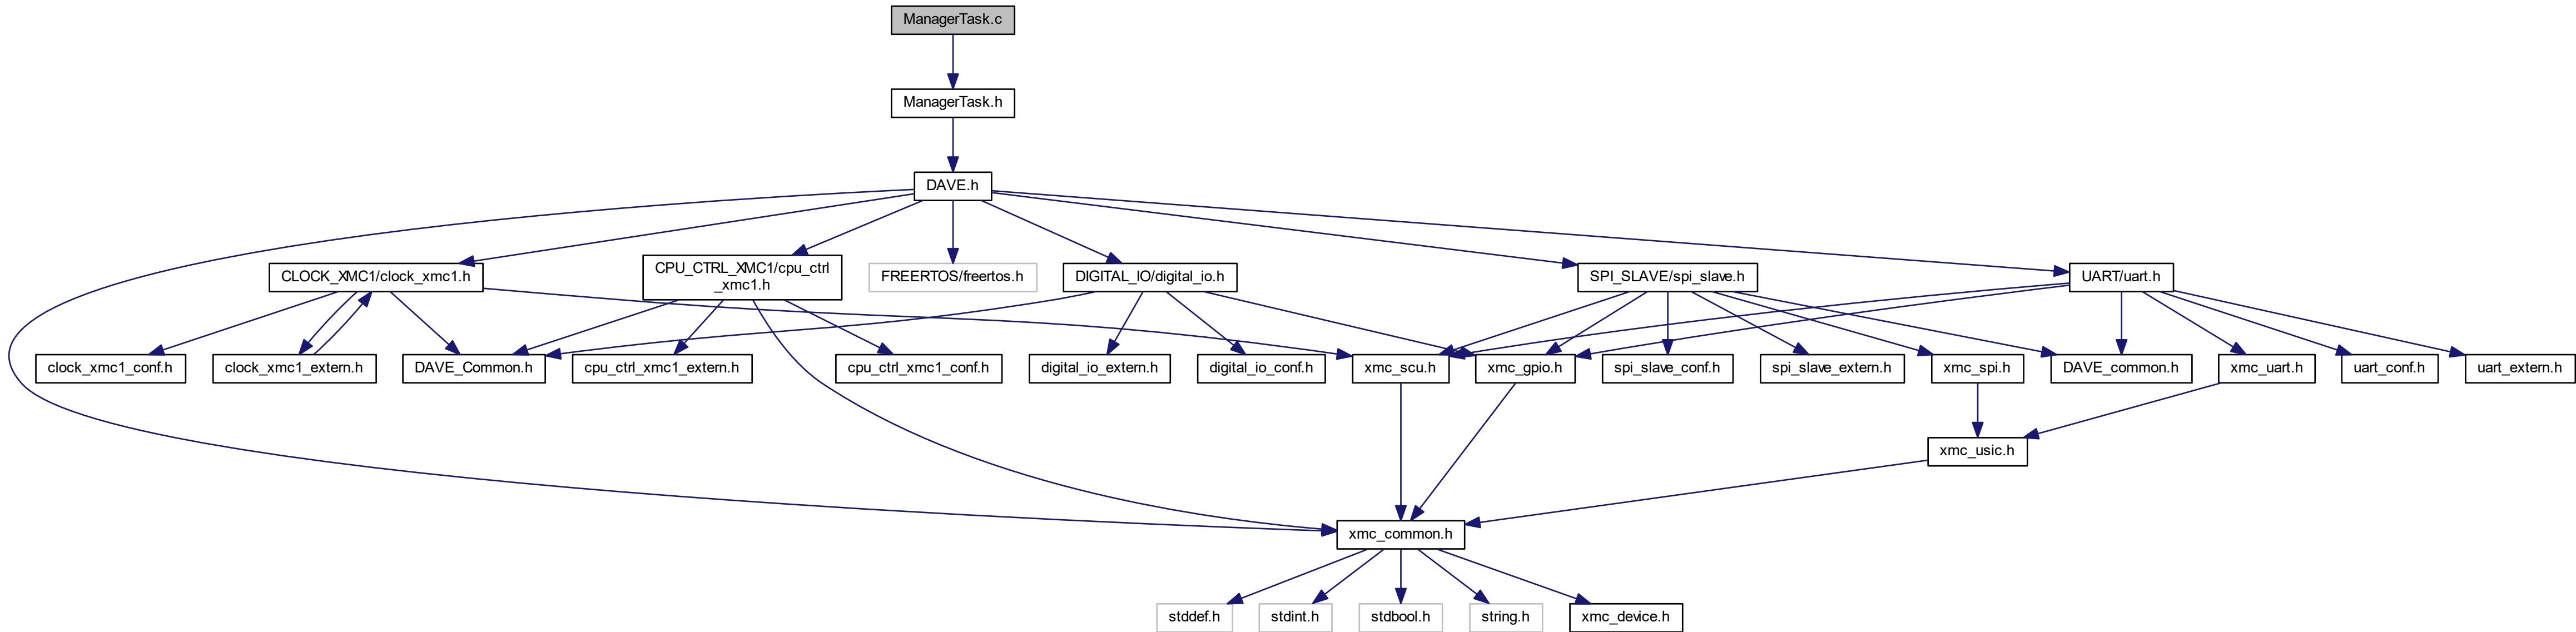 ManagerTask.c
ManagerTask.h
DAVE.h
CLOCK_XMC1/clock_xmc1.h
CPU_CTRL_XMC1/cpu_ctrl
_xmc1.h
FREERTOS/freertos.h
DIGITAL_IO/digital_io.h
SPI_SLAVE/spi_slave.h
UART/uart.h
clock_xmc1_conf.h
clock_xmc1_extern.h
DAVE_Common.h
cpu_ctrl_xmc1_extern.h
cpu_ctrl_xmc1_conf.h
digital_io_extern.h
digital_io_conf.h
xmc_scu.h
xmc_gpio.h
spi_slave_conf.h
spi_slave_extern.h
xmc_spi.h
DAVE_common.h
xmc_uart.h
uart_conf.h
uart_extern.h
xmc_usic.h
xmc_common.h
stddef.h
stdint.h
stdbool.h
string.h
xmc_device.h